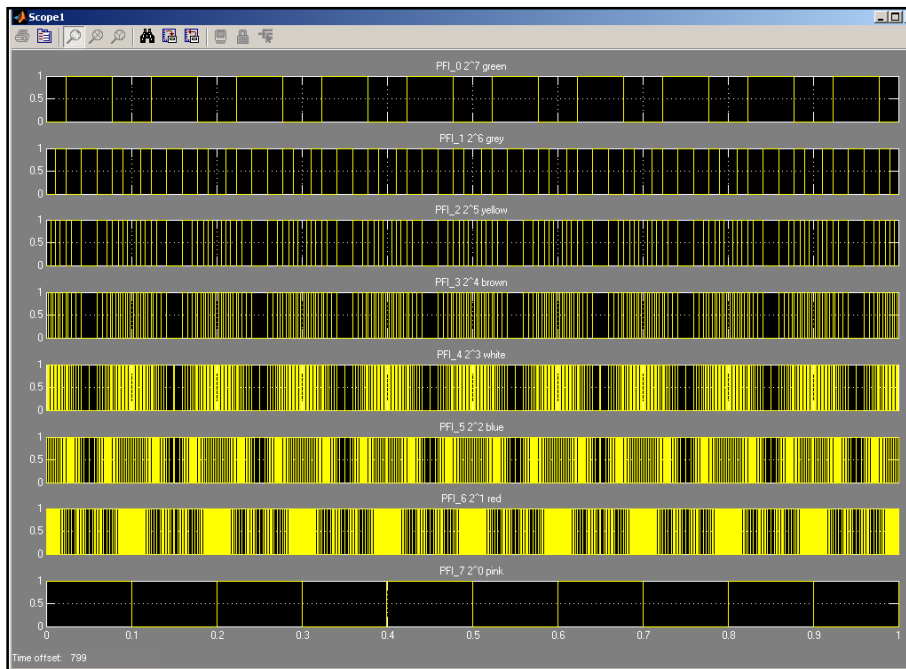 Scope1
PFI_0 2^7 green
1
0.5
0
PFI_1 2^6 grey
1
0.5
0
PFI_2 2^5 yellow
1
0.5
0
PFI_3 2^4 brown
1
0.5
0
PFI_4 2^3 white
1
0.5
0
PFI_5 2^2 blue
1
0.5
0
PFI_6 2^1 red
1
0.5
0
PFI_7 2^0 pink
1
0.5
0
0 0.1 0.2 0.3 0.4 0.5 0.6 0.7 0.8 0.9 1
Time offset: 799